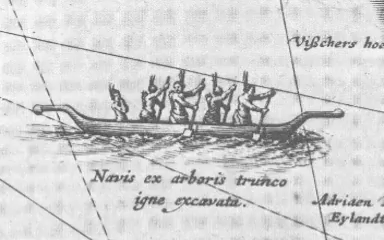 Viẞchers hoe
Navis ex arboris trunco
igne excavata.
Adriaen
Eylandt